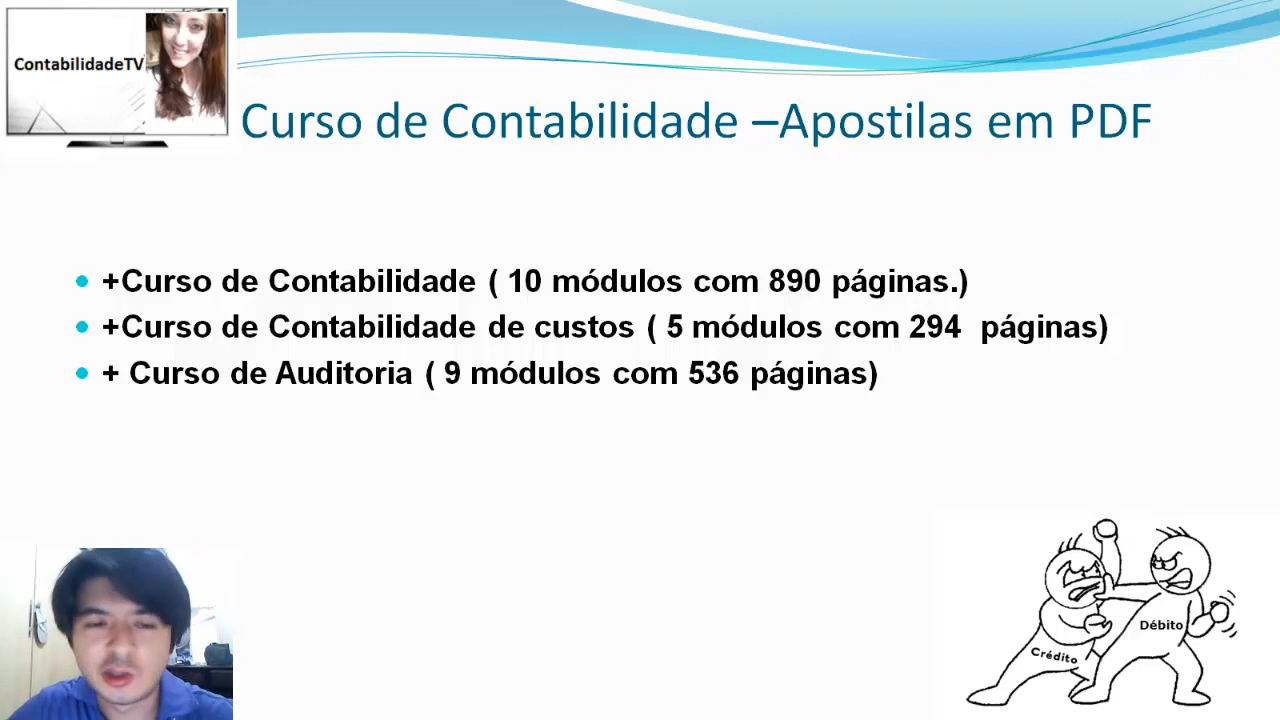 ContabilidadeTV
Curso de Contabilidade –Apostilas em PDF
+Curso de Contabilidade ( 10 módulos com 890 páginas.)
+Curso de Contabilidade de custos ( 5 módulos com 294 páginas)
+ Curso de Auditoria ( 9 módulos com 536 páginas)
Débito
Crédito